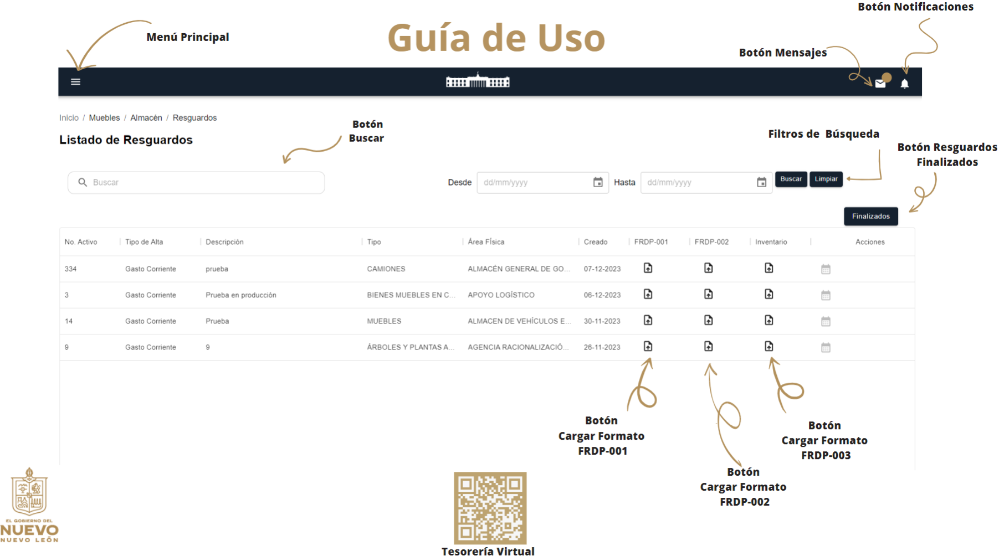 Botón Notificaciones
Menú Principal
Guía de Uso
Botón Mensajes
Inicio / Muebles / Almacén / Resguardos
Listado de Resguardos
Botón
Buscar
Filtros de Búsqueda
Botón Resguardos
Finalizados
Buscar
Desde dd/mm/yyyy Hasta dd/mm/yyyy Buscar Limpiar
Finalizados
No. Activo Tipo de Alta Descripción Tipo Área Física Creado FRDP-001 FRDP-002 Inventario Acciones
334 Gasto Corriente prueba CAMIONES ALMACÉN GENERAL DE GO... 07-12-2023
3 Gasto Corriente Prueba en producción BIENES MUEBLES EN C... APOYO LOGÍSTICO 06-12-2023
14 Gasto Corriente Prueba MUEBLES ALMACEN DE VEHÍCULOS E... 30-11-2023
9 Gasto Corriente 9 ÁRBOLES Y PLANTAS A... AGENCIA RACIONALIZACIÓ... 26-11-2023
Botón
Cargar Formato
FRDP-001
Botón
Cargar Formato
FRDP-003
Botón
Cargar Formato
FRDP-002
EL GOBIERNO DEL
NUEVO
NUEVO LEÓN
Tesorería Virtual